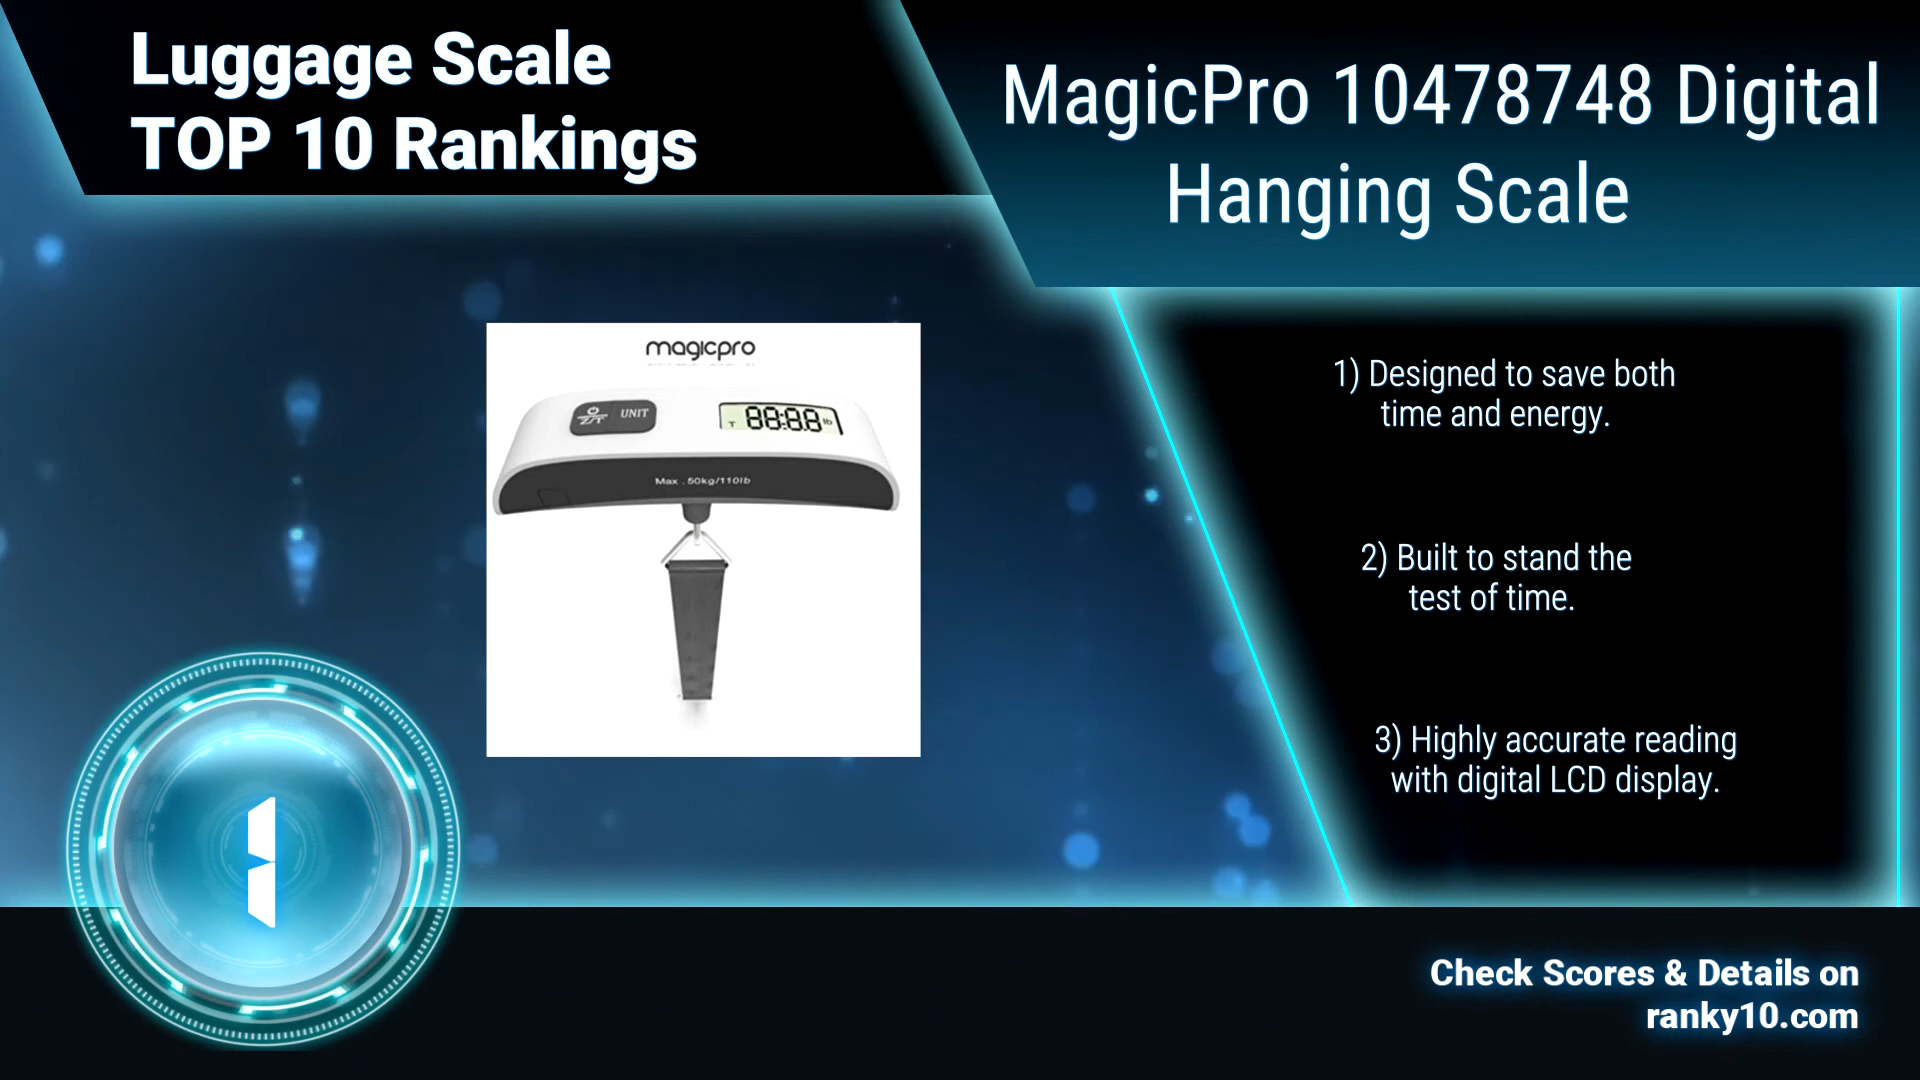 Luggage Scale
TOP 10 Rankings
MagicPro 10478748 Digital
Hanging Scale
magicpro
Z/T UNIT
T 88:88 lb
Max . 50kg/110lb
1) Designed to save both
time and energy.
2) Built to stand the
test of time.
3) Highly accurate reading
with digital LCD display.
1
Check Scores & Details on
ranky10.com